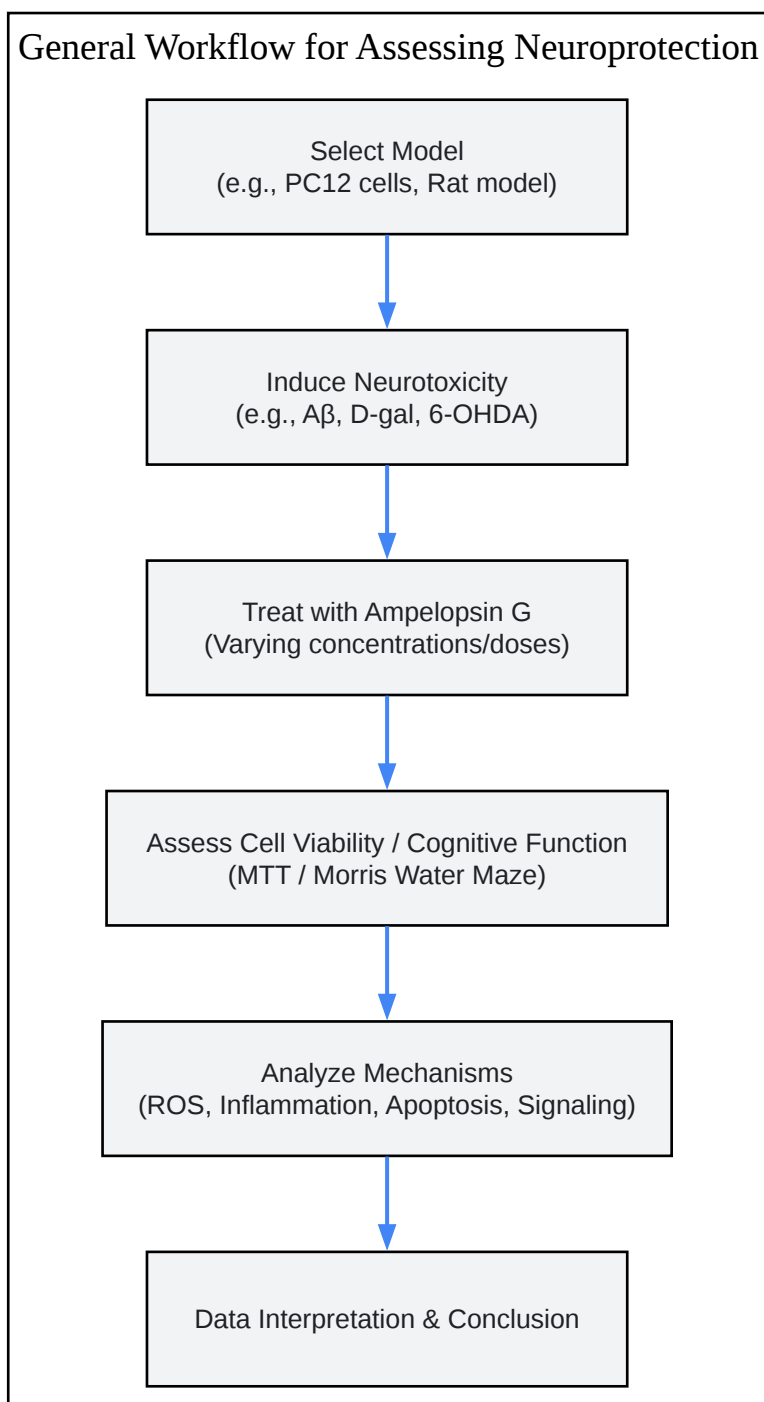 General Workflow for Assessing Neuroprotection
Select Model
(e.g., PC12 cells, Rat model)
Induce Neurotoxicity
(e.g., Aβ, D-gal, 6-OHDA)
Treat with Ampelopsin G
(Varying concentrations/doses)
Assess Cell Viability / Cognitive Function
(MTT / Morris Water Maze)
Analyze Mechanisms
(ROS, Inflammation, Apoptosis, Signaling)
Data Interpretation & Conclusion